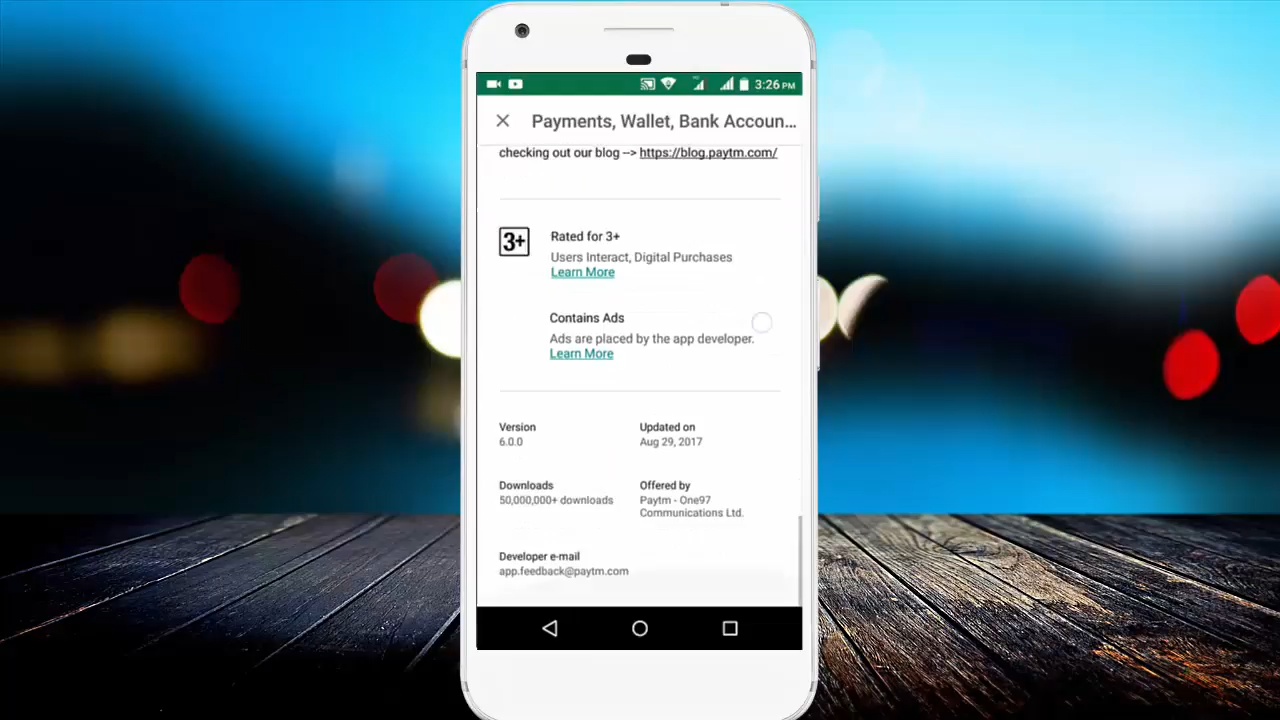 3:26 PM
Payments, Wallet, Bank Accoun...
checking out our blog --> https://blog.paytm.com/
3+
Rated for 3+
Users Interact, Digital Purchases
Learn More
Contains Ads
Ads are placed by the app developer.
Learn More
Version
6.0.0
Updated on
Aug 29, 2017
Downloads
50,000,000+ downloads
Offered by
Paytm - One97
Communications Ltd.
Developer e-mail
app.feedback@paytm.com